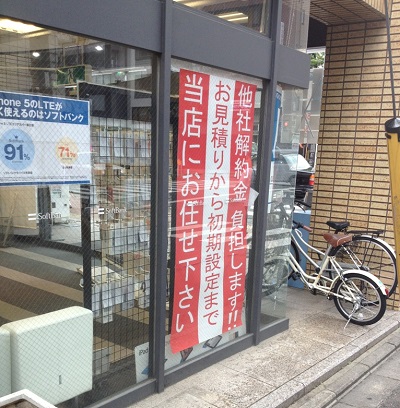 他社解約金 負担します!!
お見積りから初期設定まで
当店にお任せ下さい
hone 5のLTEが
く使えるのはソフトバンク
91%
SoftBank